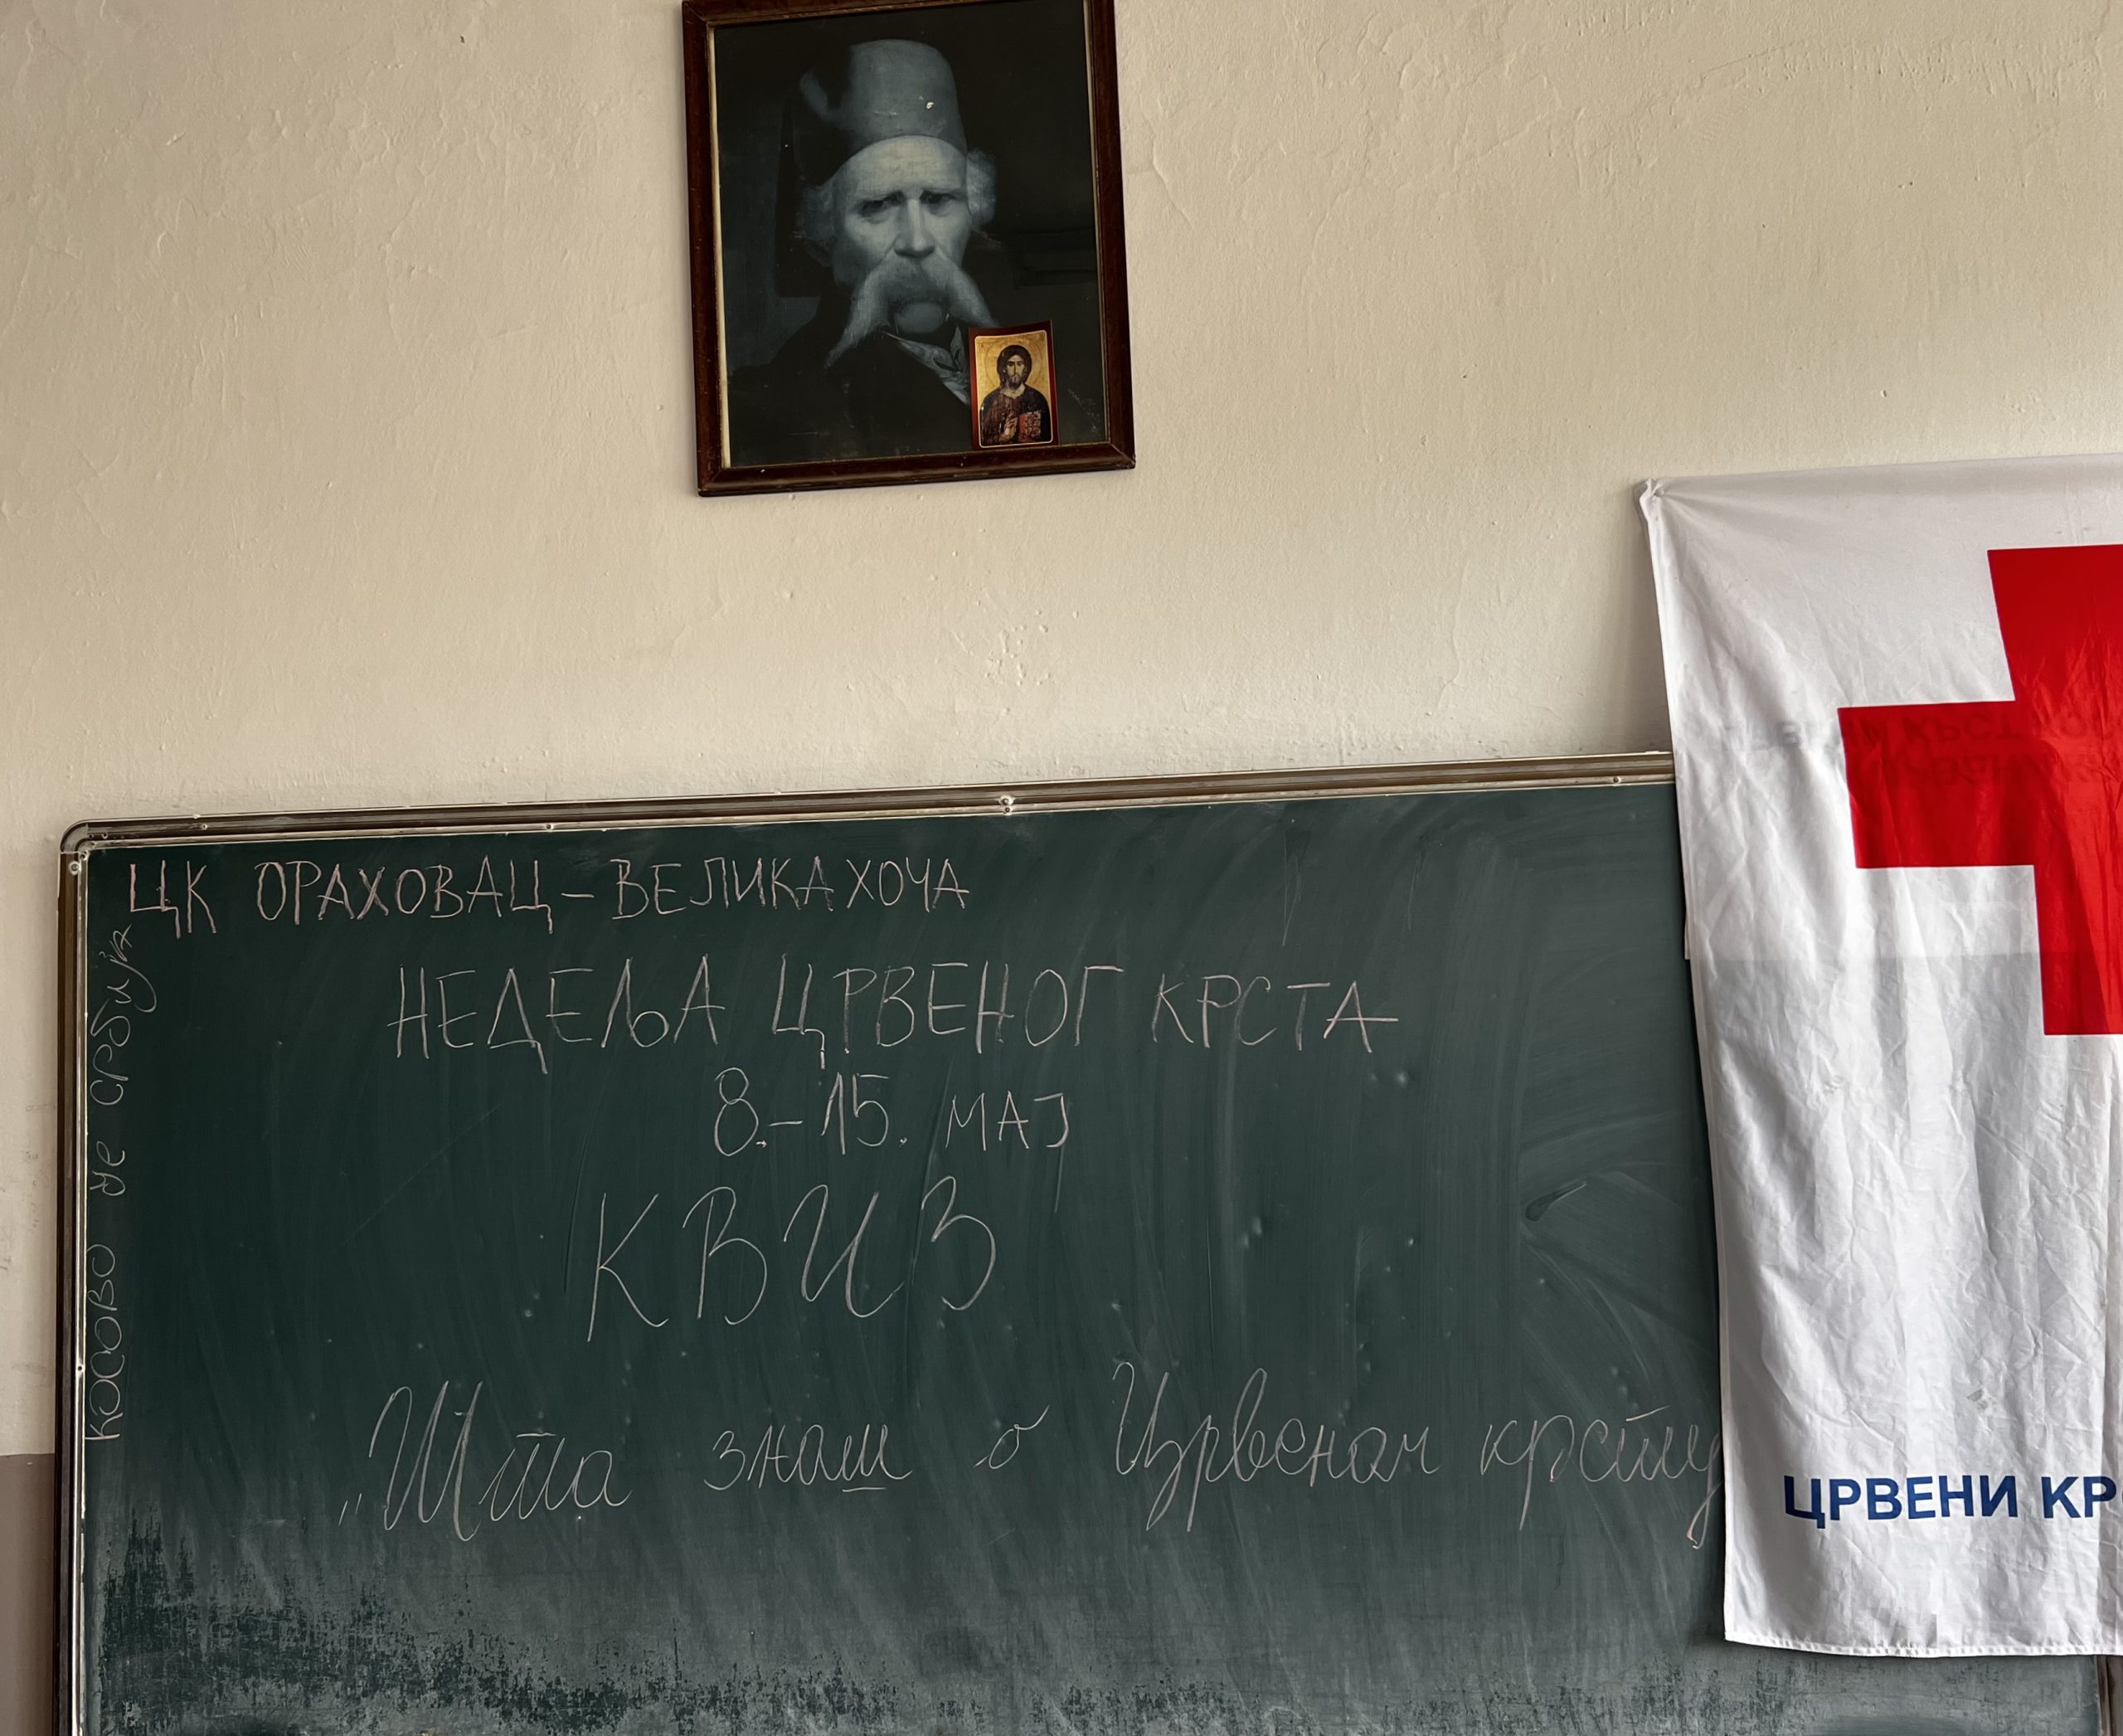 ЦК ОРАХОВАЦ – ВЕЛИКА ХОЧА
НЕДЕЉА ЦРВЕНОГ КРСТА
8. – 15. МАЈ
КВИЗ
„Шта знаш о Црвеном крсту
Косово је Србија
ЦРВЕНИ КР